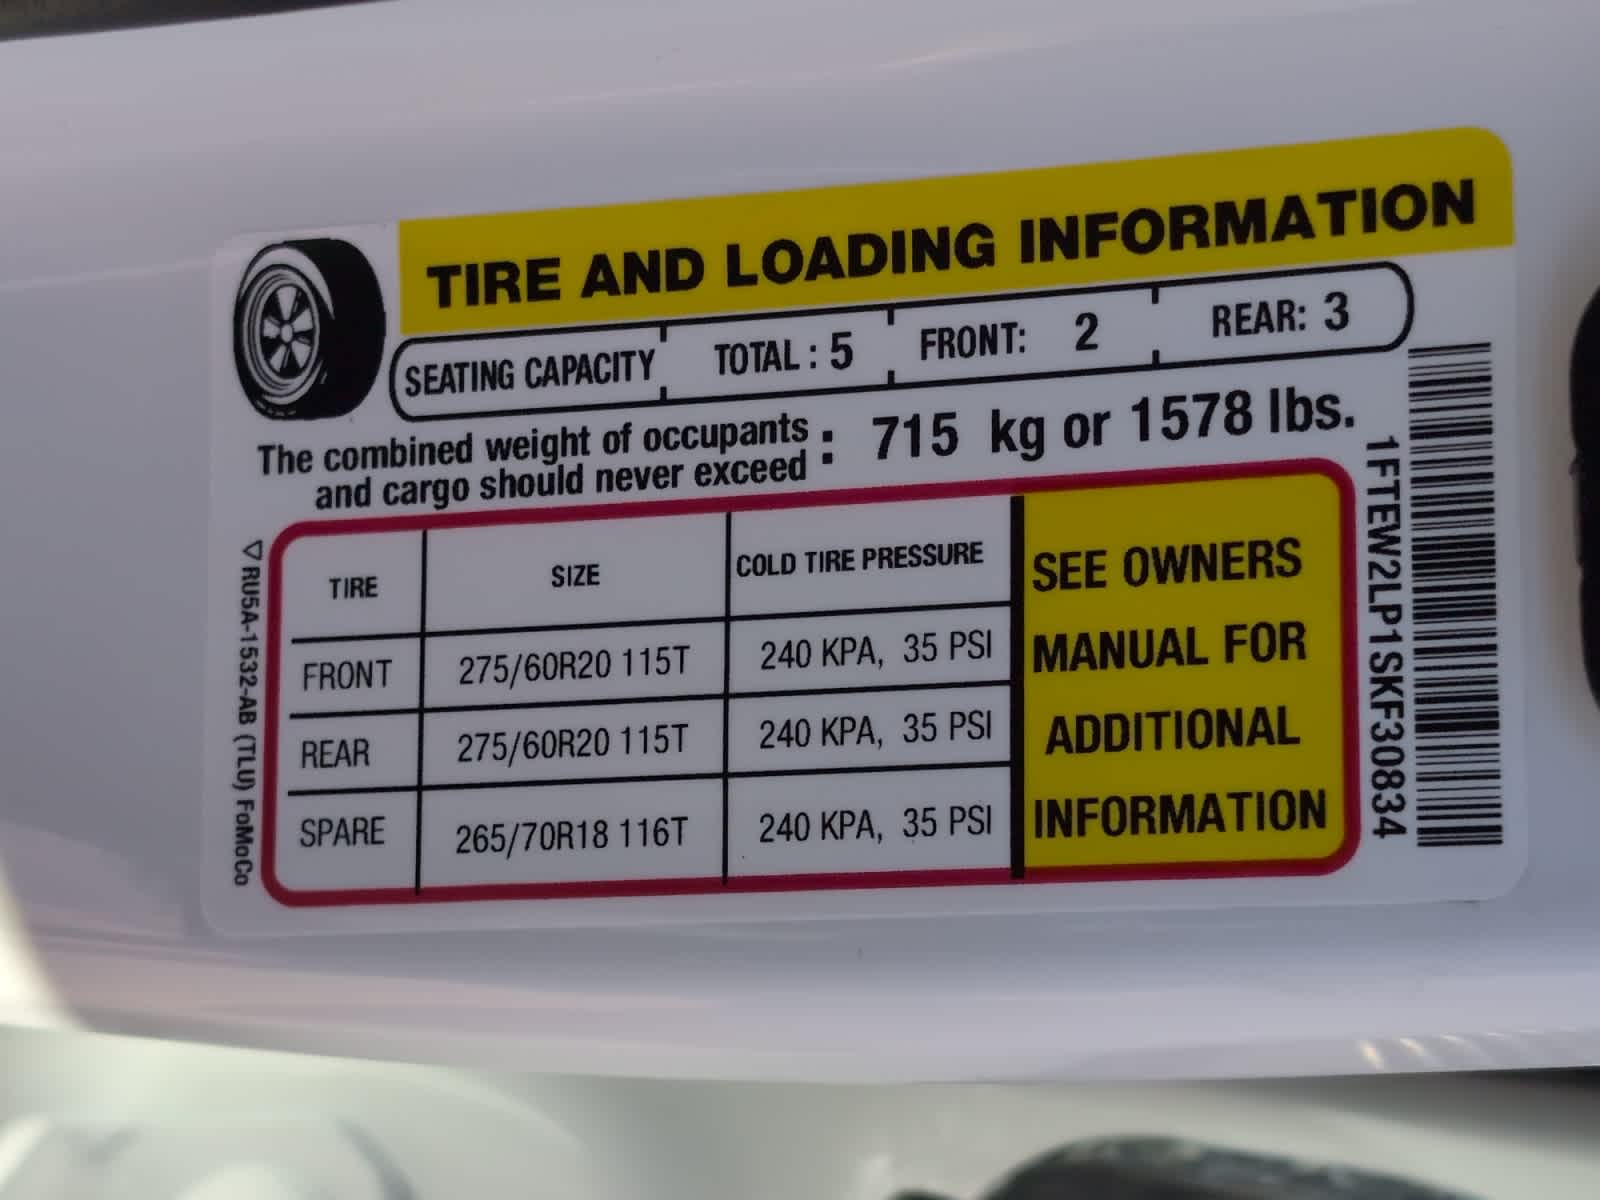 TIRE AND LOADING INFORMATION
SEATING CAPACITY TOTAL : 5 FRONT: 2 REAR: 3
The combined weight of occupants
and cargo should never exceed : 715 kg or 1578 lbs.
TIRE SIZE COLD TIRE PRESSURE
FRONT 275/60R20 115T 240 KPA, 35 PSI
REAR 275/60R20 115T 240 KPA, 35 PSI
SPARE 265/70R18 116T 240 KPA, 35 PSI
SEE OWNERS
MANUAL FOR
ADDITIONAL
INFORMATION
1FTEW2LP1SKF30834
RU5A-1532-AB (TLU) FoMoCo